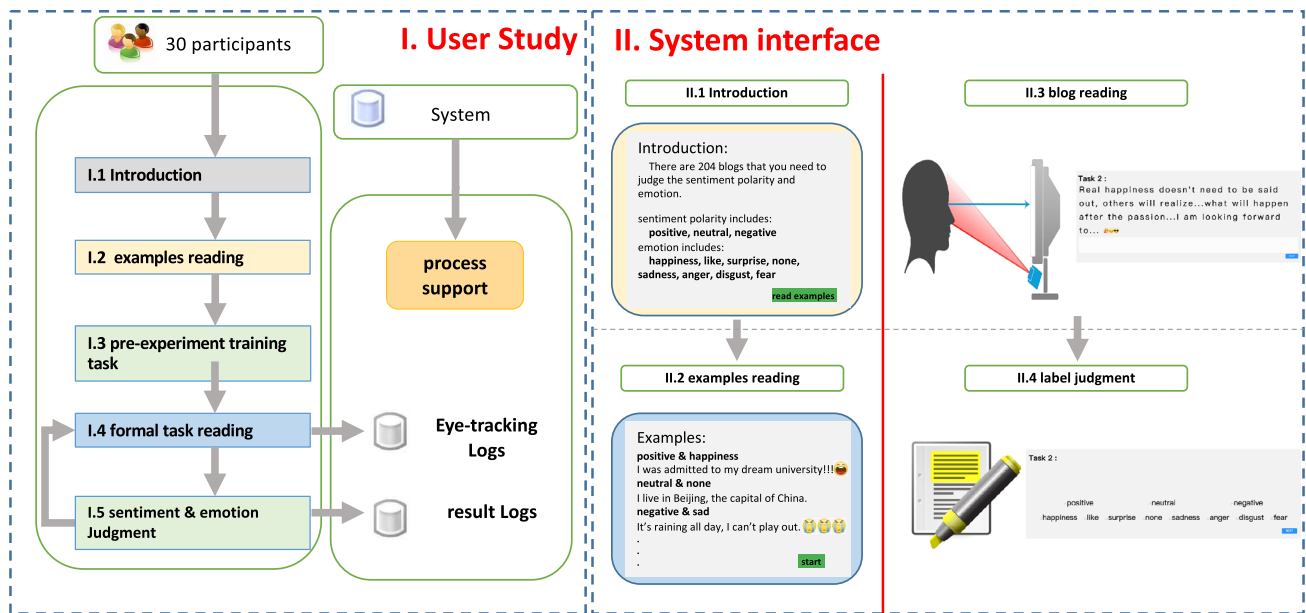 30 participants
I. User Study
System
I.1 Introduction
I.2 examples reading
I.3 pre-experiment training
task
I.4 formal task reading
I.5 sentiment & emotion
Judgment
process
support
Eye-tracking
Logs
result Logs
II. System interface
II.1 Introduction
Introduction:
There are 204 blogs that you need to
judge the sentiment polarity and
emotion.
sentiment polarity includes:
positive, neutral, negative
emotion includes:
happiness, like, surprise, none,
sadness, anger, disgust, fear
read examples
II.2 examples reading
Examples:
positive & happiness
I was admitted to my dream university!!!😄
neutral & none
I live in Beijing, the capital of China.
negative & sad
It's raining all day, I can't play out. 😭😭😭
.
.
.
start
II.3 blog reading
Task 2 :
Real happiness doesn't need to be said
out, others will realize...what will happen
after the passion...I am looking forward
to...
II.4 label judgment
Task 2 :
positive neutral negative
happiness like surprise none sadness anger disgust fear